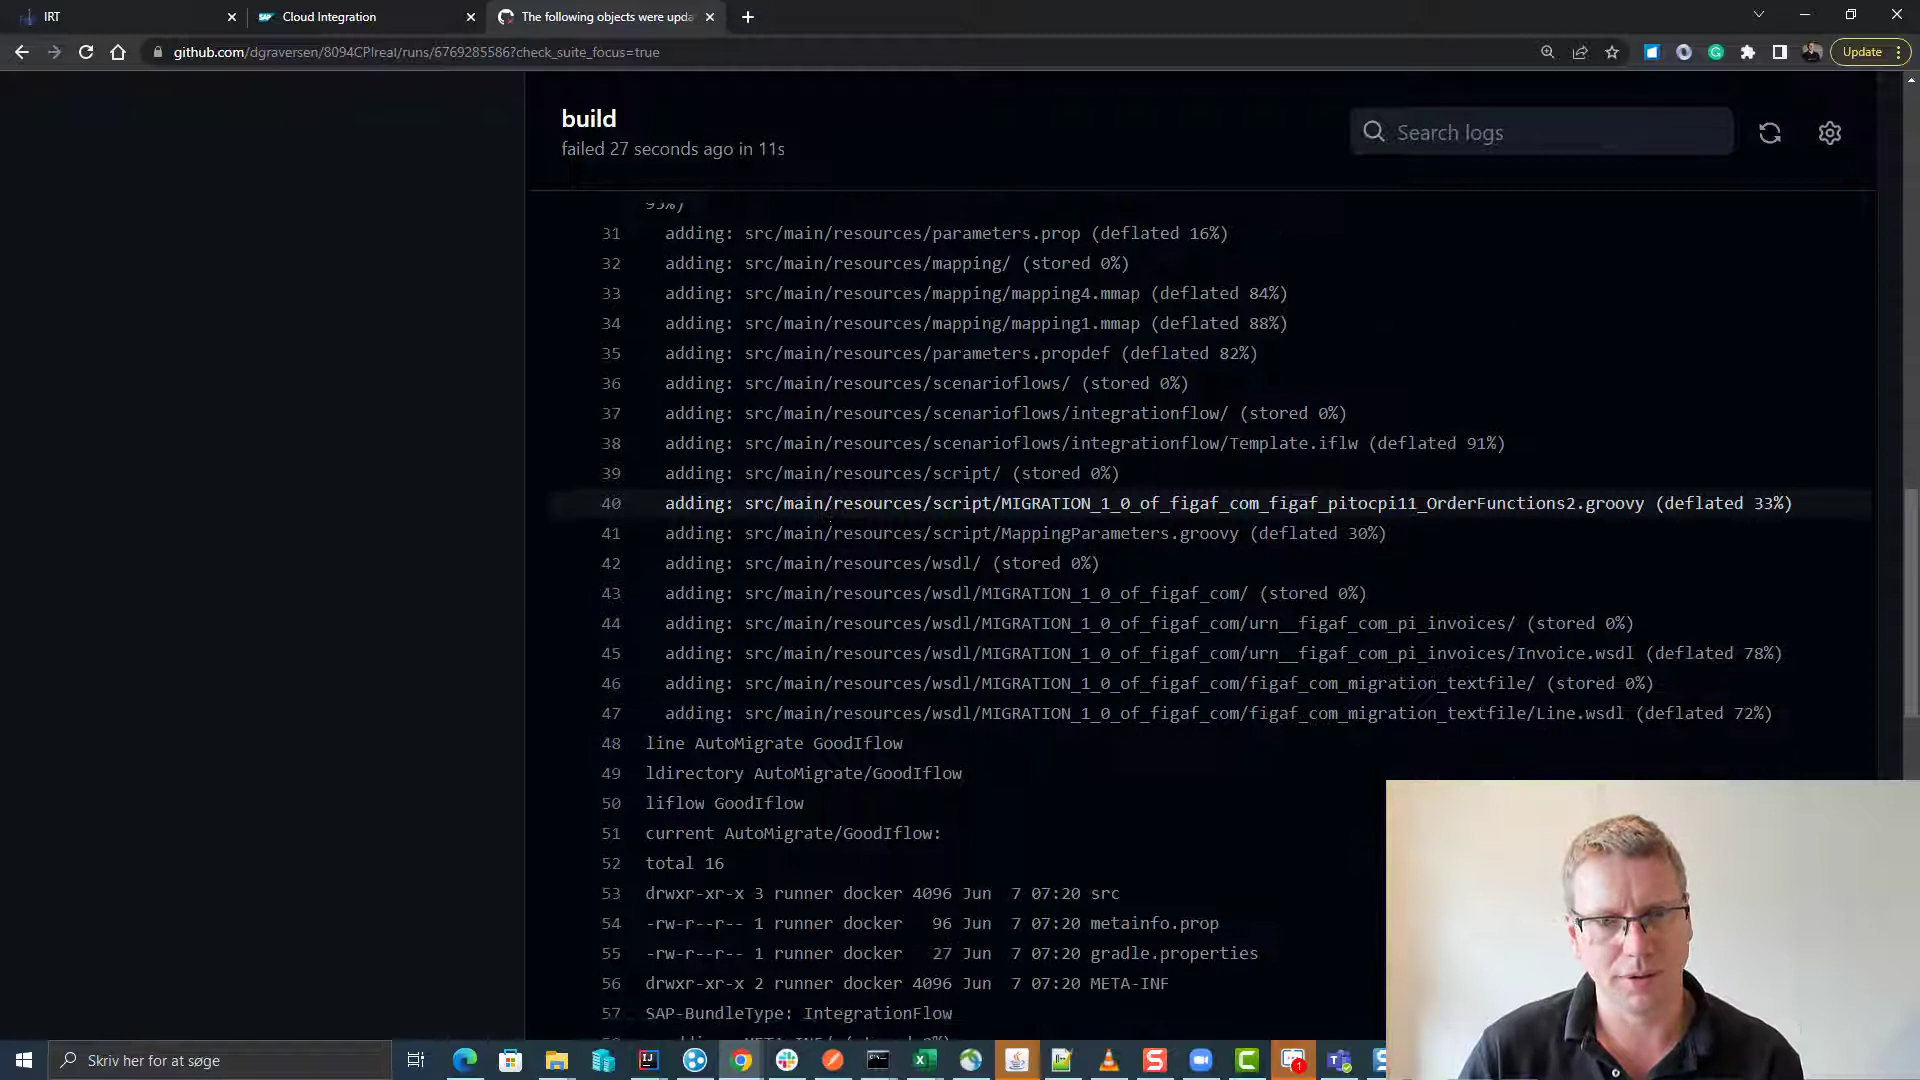 IRT
Cloud Integration
The following objects were upda
github.com/dgraversen/8094CPIreal/runs/6769285586?check_suite_focus=true
Update
build
failed 27 seconds ago in 11s
Search logs
31 adding: src/main/resources/parameters.prop (deflated 16%)
32 adding: src/main/resources/mapping/ (stored 0%)
33 adding: src/main/resources/mapping/mapping4.mmap (deflated 84%)
34 adding: src/main/resources/mapping/mapping1.mmap (deflated 88%)
35 adding: src/main/resources/parameters.propdef (deflated 82%)
36 adding: src/main/resources/scenarioflows/ (stored 0%)
37 adding: src/main/resources/scenarioflows/integrationflow/ (stored 0%)
38 adding: src/main/resources/scenarioflows/integrationflow/Template.iflw (deflated 91%)
39 adding: src/main/resources/script/ (stored 0%)
40 adding: src/main/resources/script/MIGRATION_1_0_of_figaf_com_figaf_pitocpi11_OrderFunctions2.groovy (deflated 33%)
41 adding: src/main/resources/script/MappingParameters.groovy (deflated 30%)
42 adding: src/main/resources/wsdl/ (stored 0%)
43 adding: src/main/resources/wsdl/MIGRATION_1_0_of_figaf_com/ (stored 0%)
44 adding: src/main/resources/wsdl/MIGRATION_1_0_of_figaf_com/urn__figaf_com_pi_invoices/ (stored 0%)
45 adding: src/main/resources/wsdl/MIGRATION_1_0_of_figaf_com/urn__figaf_com_pi_invoices/Invoice.wsdl (deflated 78%)
46 adding: src/main/resources/wsdl/MIGRATION_1_0_of_figaf_com/figaf_com_migration_textfile/ (stored 0%)
47 adding: src/main/resources/wsdl/MIGRATION_1_0_of_figaf_com/figaf_com_migration_textfile/Line.wsdl (deflated 72%)
48 line AutoMigrate GoodIflow
49 ldirectory AutoMigrate/GoodIflow
50 liflow GoodIflow
51 current AutoMigrate/GoodIflow:
52 total 16
53 drwxr-xr-x 3 runner docker 4096 Jun 7 07:20 src
54 -rw-r--r-- 1 runner docker 96 Jun 7 07:20 metainfo.prop
55 -rw-r--r-- 1 runner docker 27 Jun 7 07:20 gradle.properties
56 drwxr-xr-x 2 runner docker 4096 Jun 7 07:20 META-INF
57 SAP-BundleType: IntegrationFlow
Skriv her for at søge